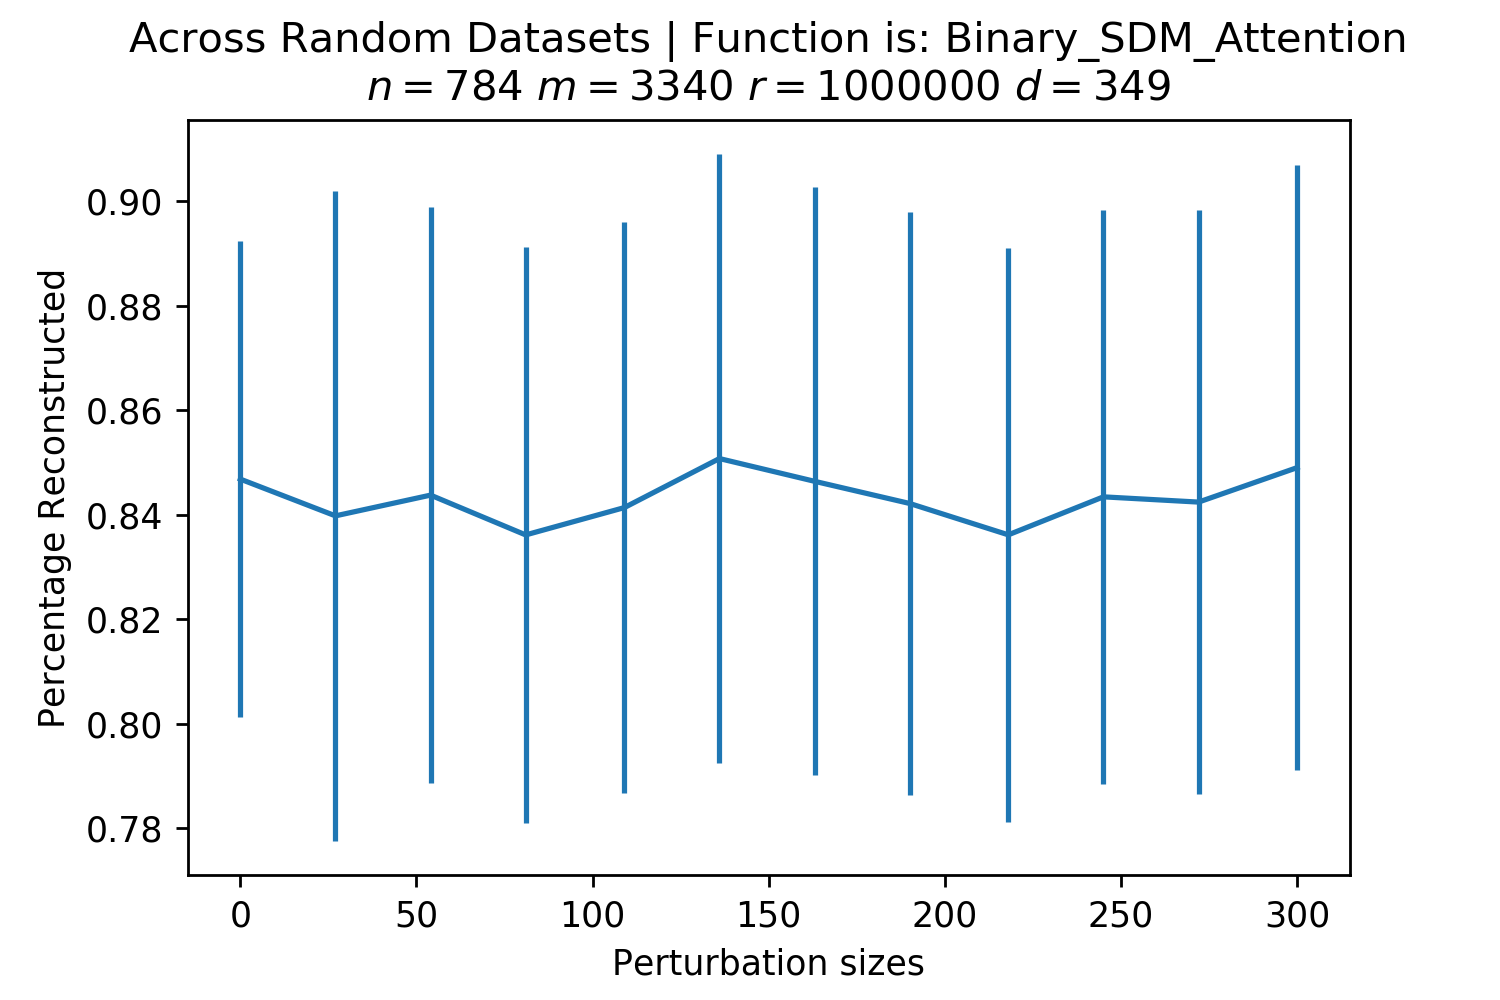 Across Random Datasets | Function is: Binary_SDM_Attention
n = 784 m = 3340 r = 1000000 d = 349
0.90
0.88
0.86
0.84
0.82
0.80
0.78
Percentage Reconstructed
0 50 100 150 200 250 300
Perturbation sizes